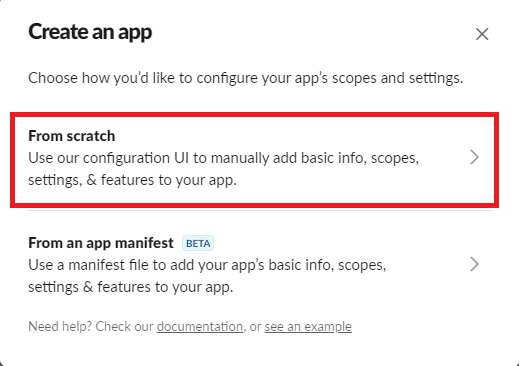 Create an app
Choose how you'd like to configure your app's scopes and settings.
From scratch
Use our configuration UI to manually add basic info, scopes,
settings, & features to your app.
From an app manifest BETA
Use a manifest file to add your app's basic info, scopes,
settings & features to your app.
Need help? Check our documentation, or see an example